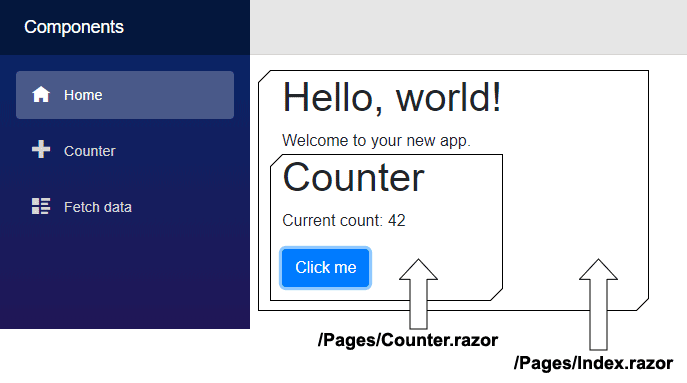 Components
Home
Counter
Fetch data
Hello, world!
Welcome to your new app.
Counter
Current count: 42
Click me
/Pages/Counter.razor
/Pages/Index.razor